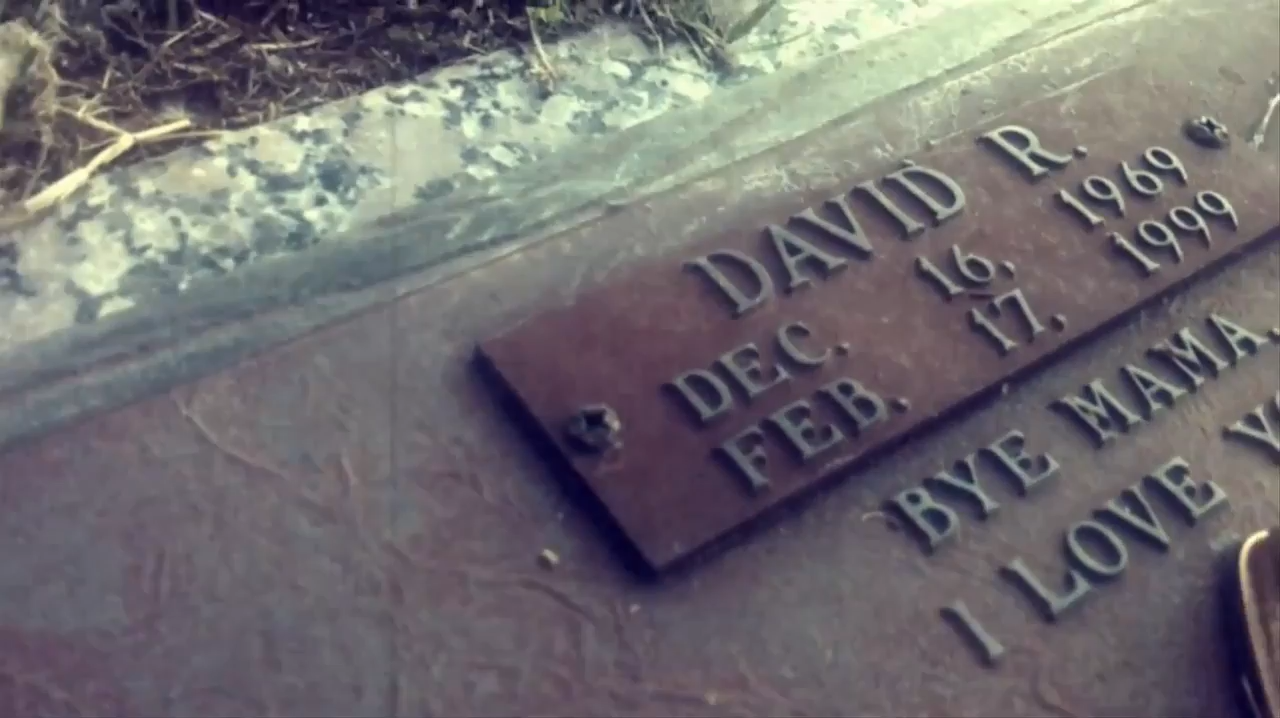 DAVID R.
DEC. 16, 1969
FEB. 17, 1999
BYE MAMA.
I LOVE